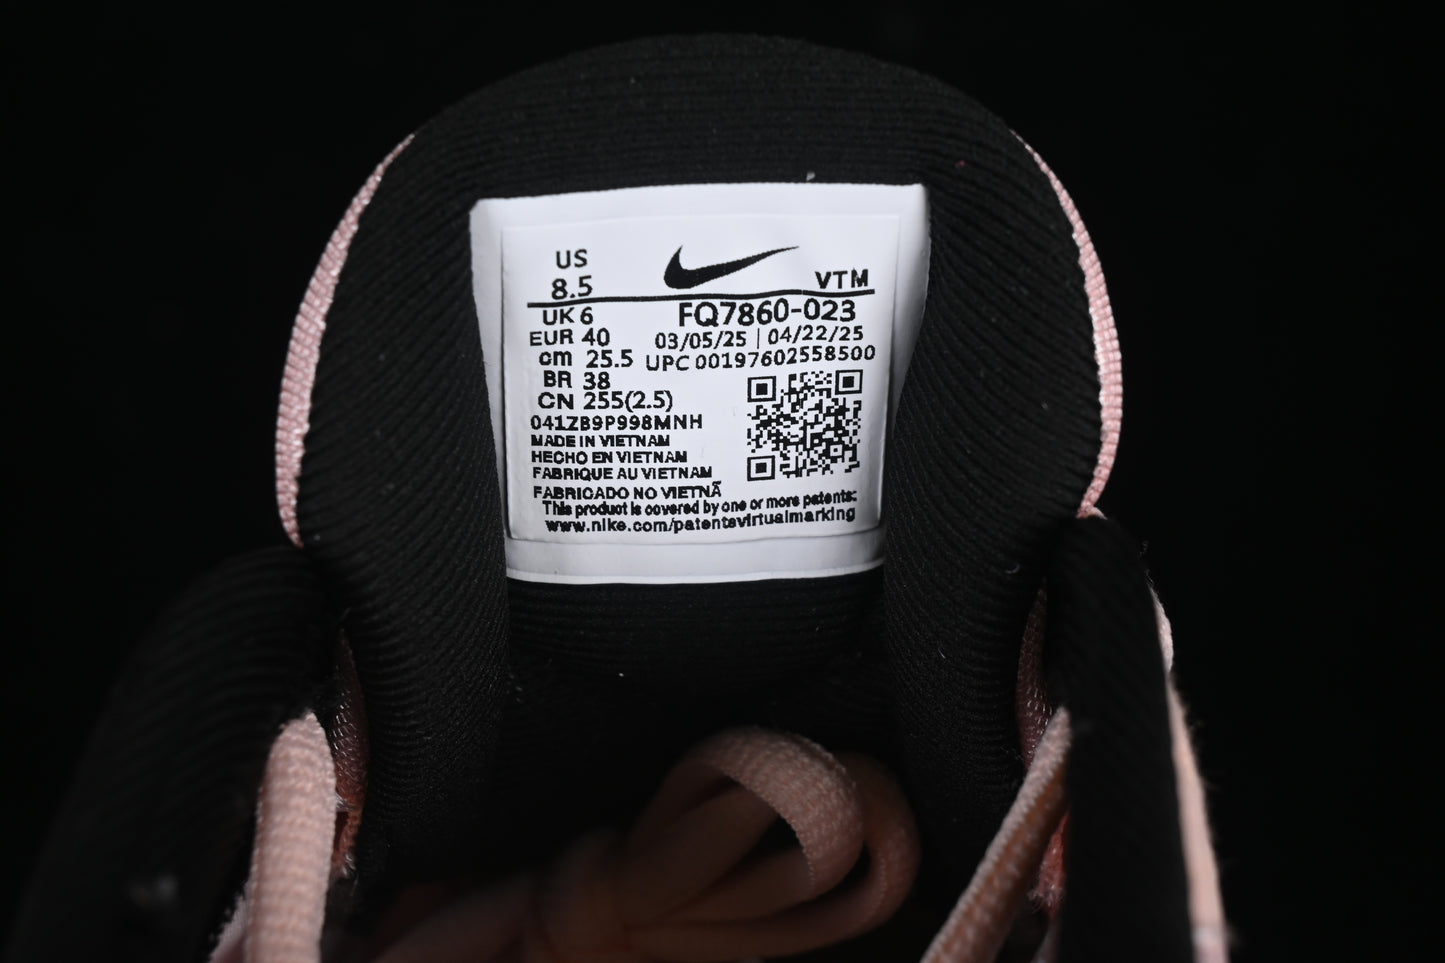 US
8.5
VTM
UK 6
FQ7860-023
EUR 40
03/05/25 | 04/22/25
cm 25.5
UPC 00197602558500
BR 38
CN 255(2.5)
041ZB9P998MNH
MADE IN VIETNAM
HECHO EN VIETNAM
FABRIQUE AU VIETNAM
FABRICADO NO VIETNÃ
This product is covered by one or more patents:
www.nike.com/patentsvirtualmarking